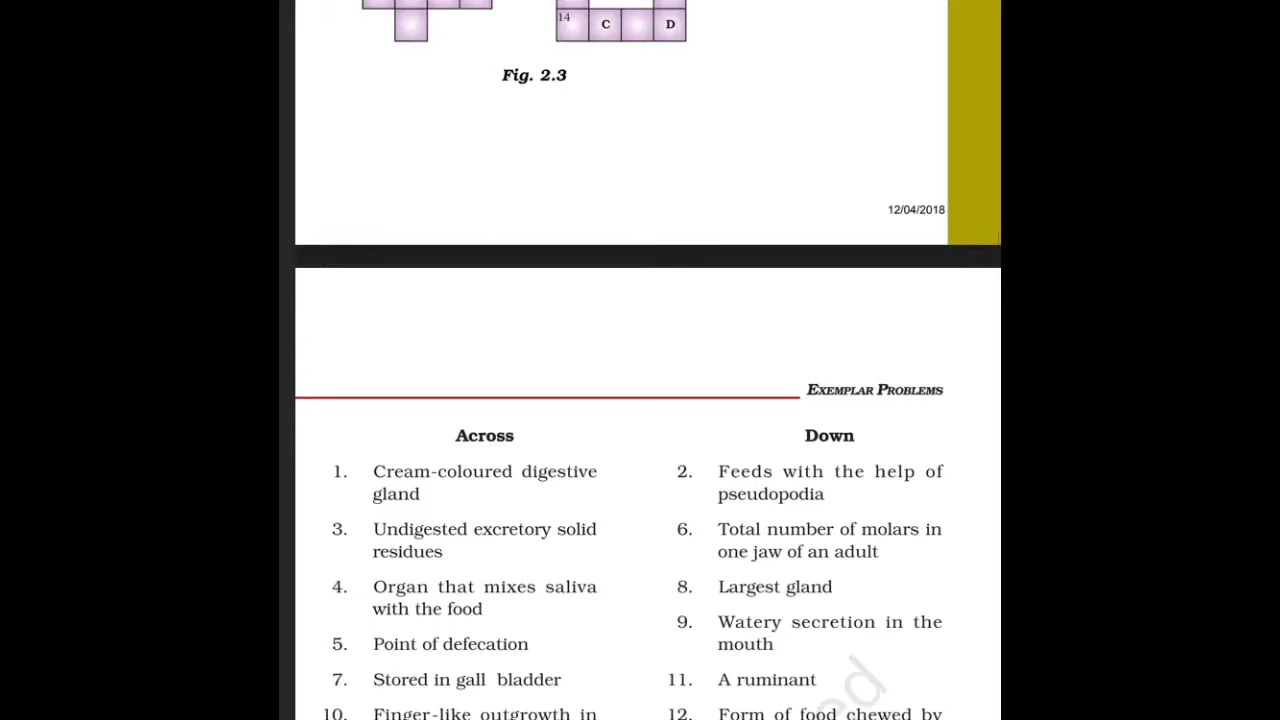 14 C D
Fig. 2.3
12/04/2018
EXEMPLAR PROBLEMS
Across
1. Cream-coloured digestive
gland
3. Undigested excretory solid
residues
4. Organ that mixes saliva
with the food
5. Point of defecation
7. Stored in gall bladder
10. Finger-like outgrowth in
Down
2. Feeds with the help of
pseudopodia
6. Total number of molars in
one jaw of an adult
8. Largest gland
9. Watery secretion in the
mouth
11. A ruminant
12. Form of food chewed by